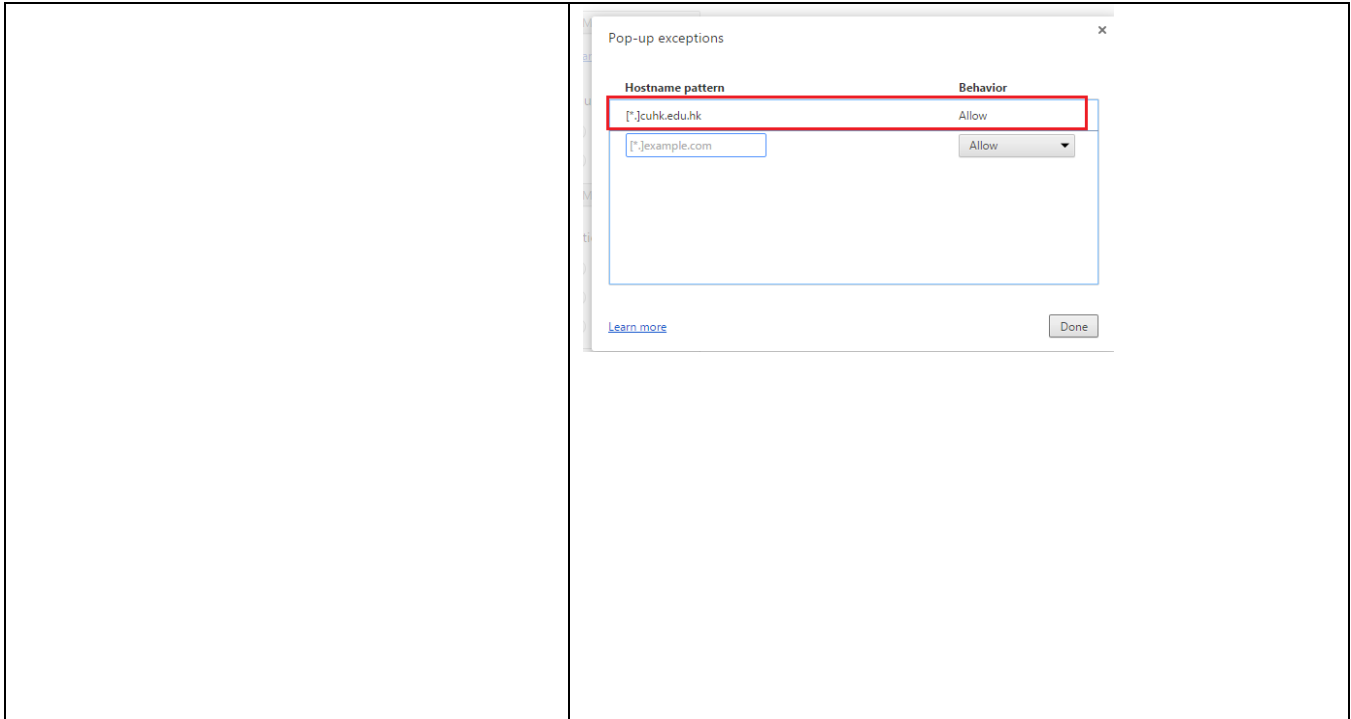 Pop-up exceptions
Hostname pattern Behavior
[*.]cuhk.edu.hk Allow
[*.]example.com Allow
Learn more Done